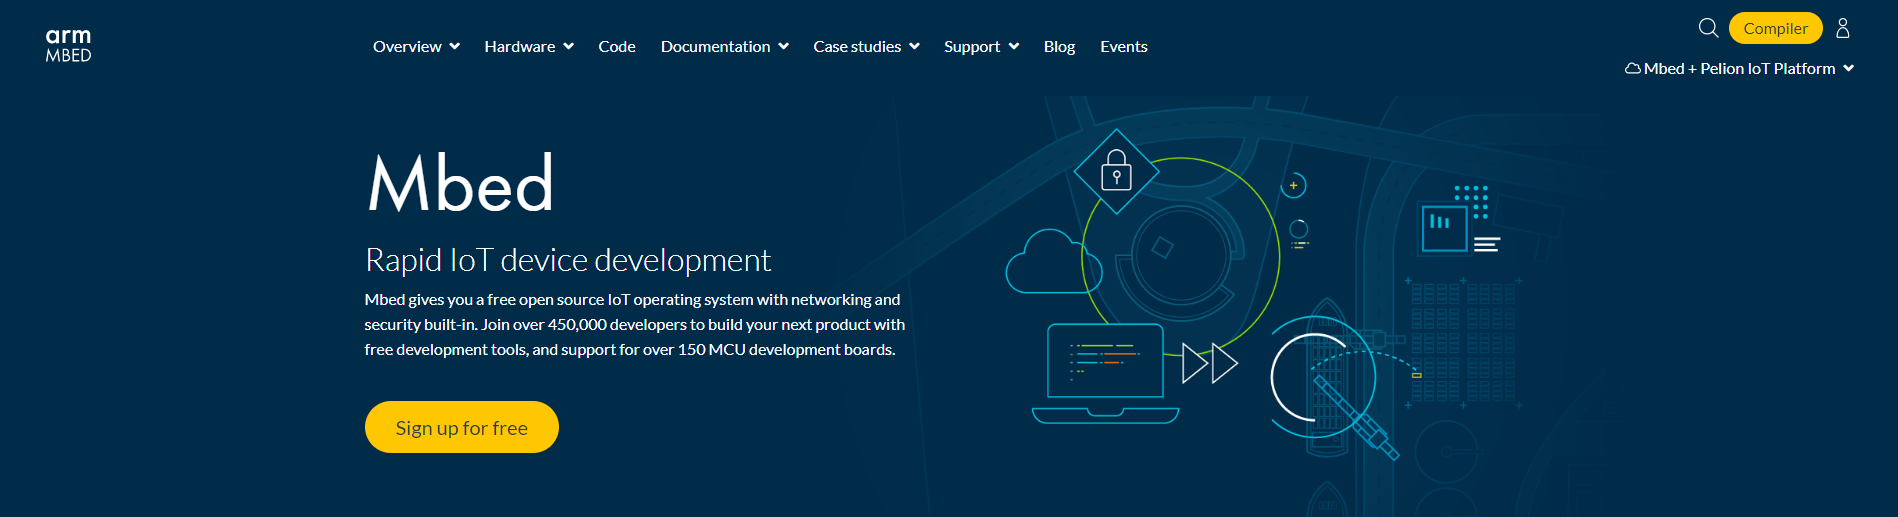 arm
MBED
Overview Hardware Code Documentation Case studies Support Blog Events
Compiler
Mbed + Pelion IoT Platform
Mbed
Rapid IoT device development
Mbed gives you a free open source IoT operating system with networking and
security built-in. Join over 450,000 developers to build your next product with
free development tools, and support for over 150 MCU development boards.
Sign up for free